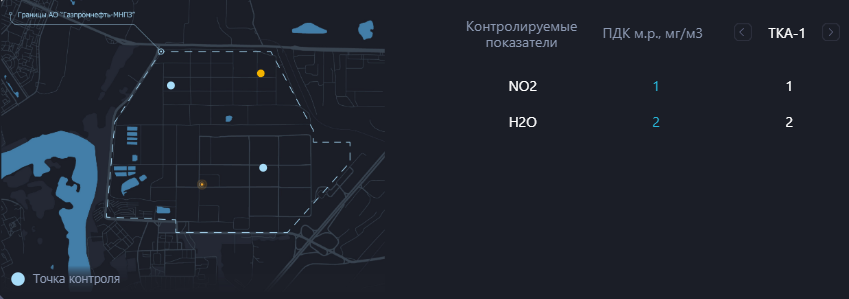 Границы АО "Газпромнефть-МНПЗ"
Контролируемые
показатели
ПДК м.р., мг/м3
ТКА-1
NO2
1
1
H2O
2
2
Точка контроля